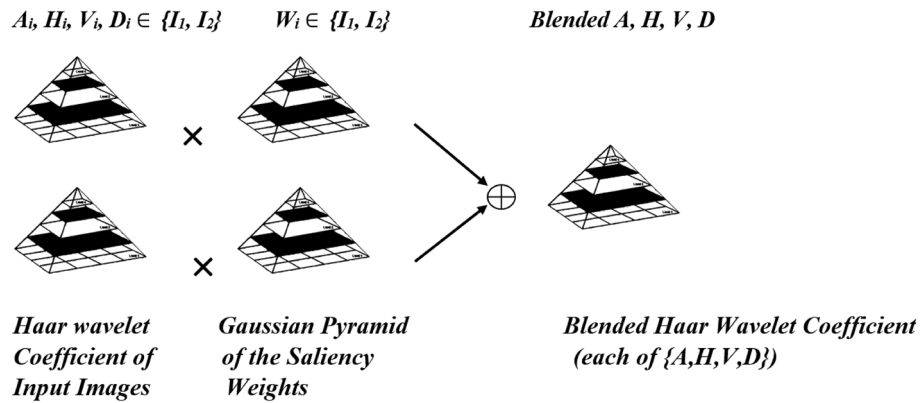 Aᵢ, Hᵢ, Vᵢ, Dᵢ ∈ {I₁, I₂}
Wᵢ ∈ {I₁, I₂}
Blended A, H, V, D
×
×
Haar wavelet
Coefficient of
Input Images
Gaussian Pyramid
of the Saliency
Weights
Blended Haar Wavelet Coefficient
(each of {A,H,V,D})